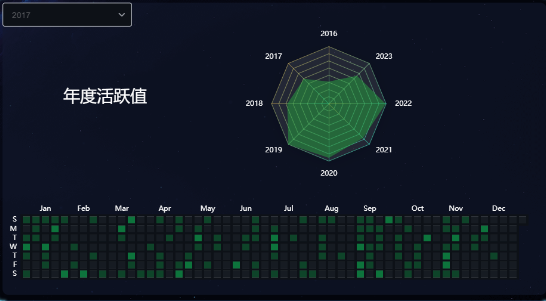 2017
2016
2017
2023
年度活跃值
2018
2022
2019
2021
2020
Jan Feb Mar Apr May Jun Jul Aug Sep Oct Nov Dec
S
M
T
W
T
F
S